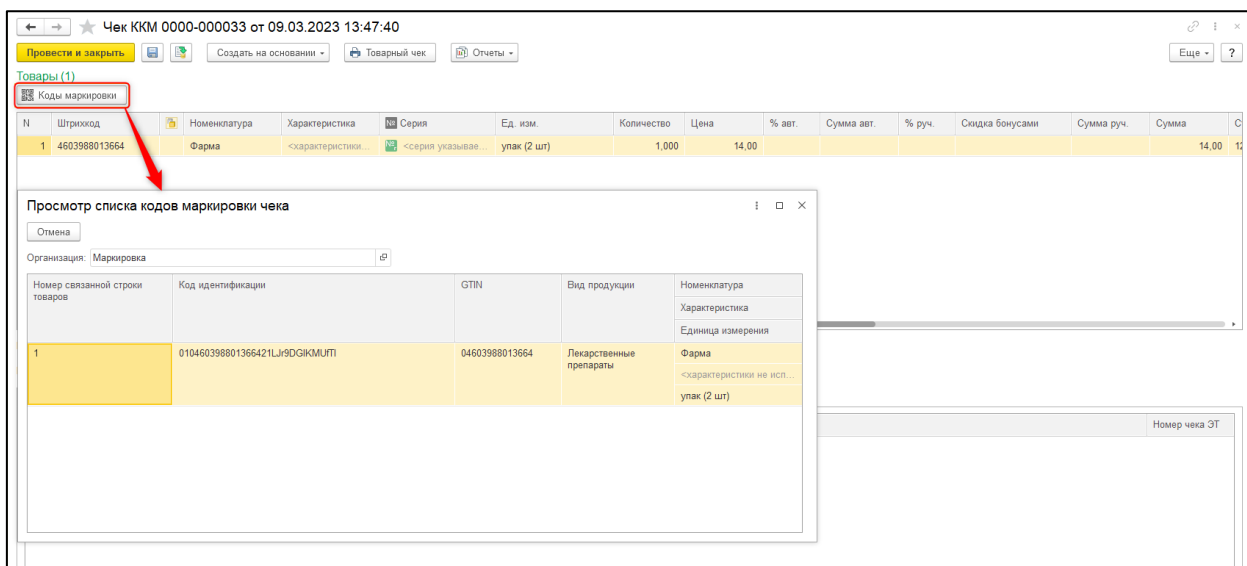 Чек ККМ 0000-000033 от 09.03.2023 13:47:40
Провести и закрыть Создать на основании Товарный чек Отчеты Еще ?
Товары (1)
Коды маркировки
N Штрихкод Номенклатура Характеристика № Серия Ед. изм. Количество Цена % авт. Сумма авт. % руч. Скидка бонусами Сумма руч. Сумма С
1 4603988013664 Фарма <характеристики... <серия указывае... упак (2 шт) 1,000 14,00 14,00 12
Просмотр списка кодов маркировки чека
Отмена
Организация: Маркировка
Номер связанной строки товаров Код идентификации GTIN Вид продукции Номенклатура
Характеристика
Единица измерения
1 04603988013664 Лекарственные препараты Фарма
<характеристики не исп...
упак (2 шт)
Номер чека ЭТ